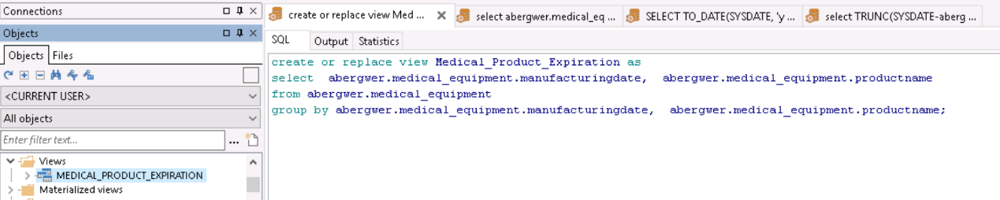 Connections
create or replace view Med ...
select abergwer.medical_eq ...
SELECT TO_DATE(SYSDATE, 'y ...
select TRUNC(SYSDATE-aberg ...
Objects
SQL
Output
Statistics
Objects
Files
<CURRENT USER>
All objects
Enter filter text...
...
Views
MEDICAL_PRODUCT_EXPIRATION
Materialized views
create or replace view Medical_Product_Expiration as
select  abergwer.medical_equipment.manufacturingdate,  abergwer.medical_equipment.productname
from abergwer.medical_equipment
group by abergwer.medical_equipment.manufacturingdate,  abergwer.medical_equipment.productname;